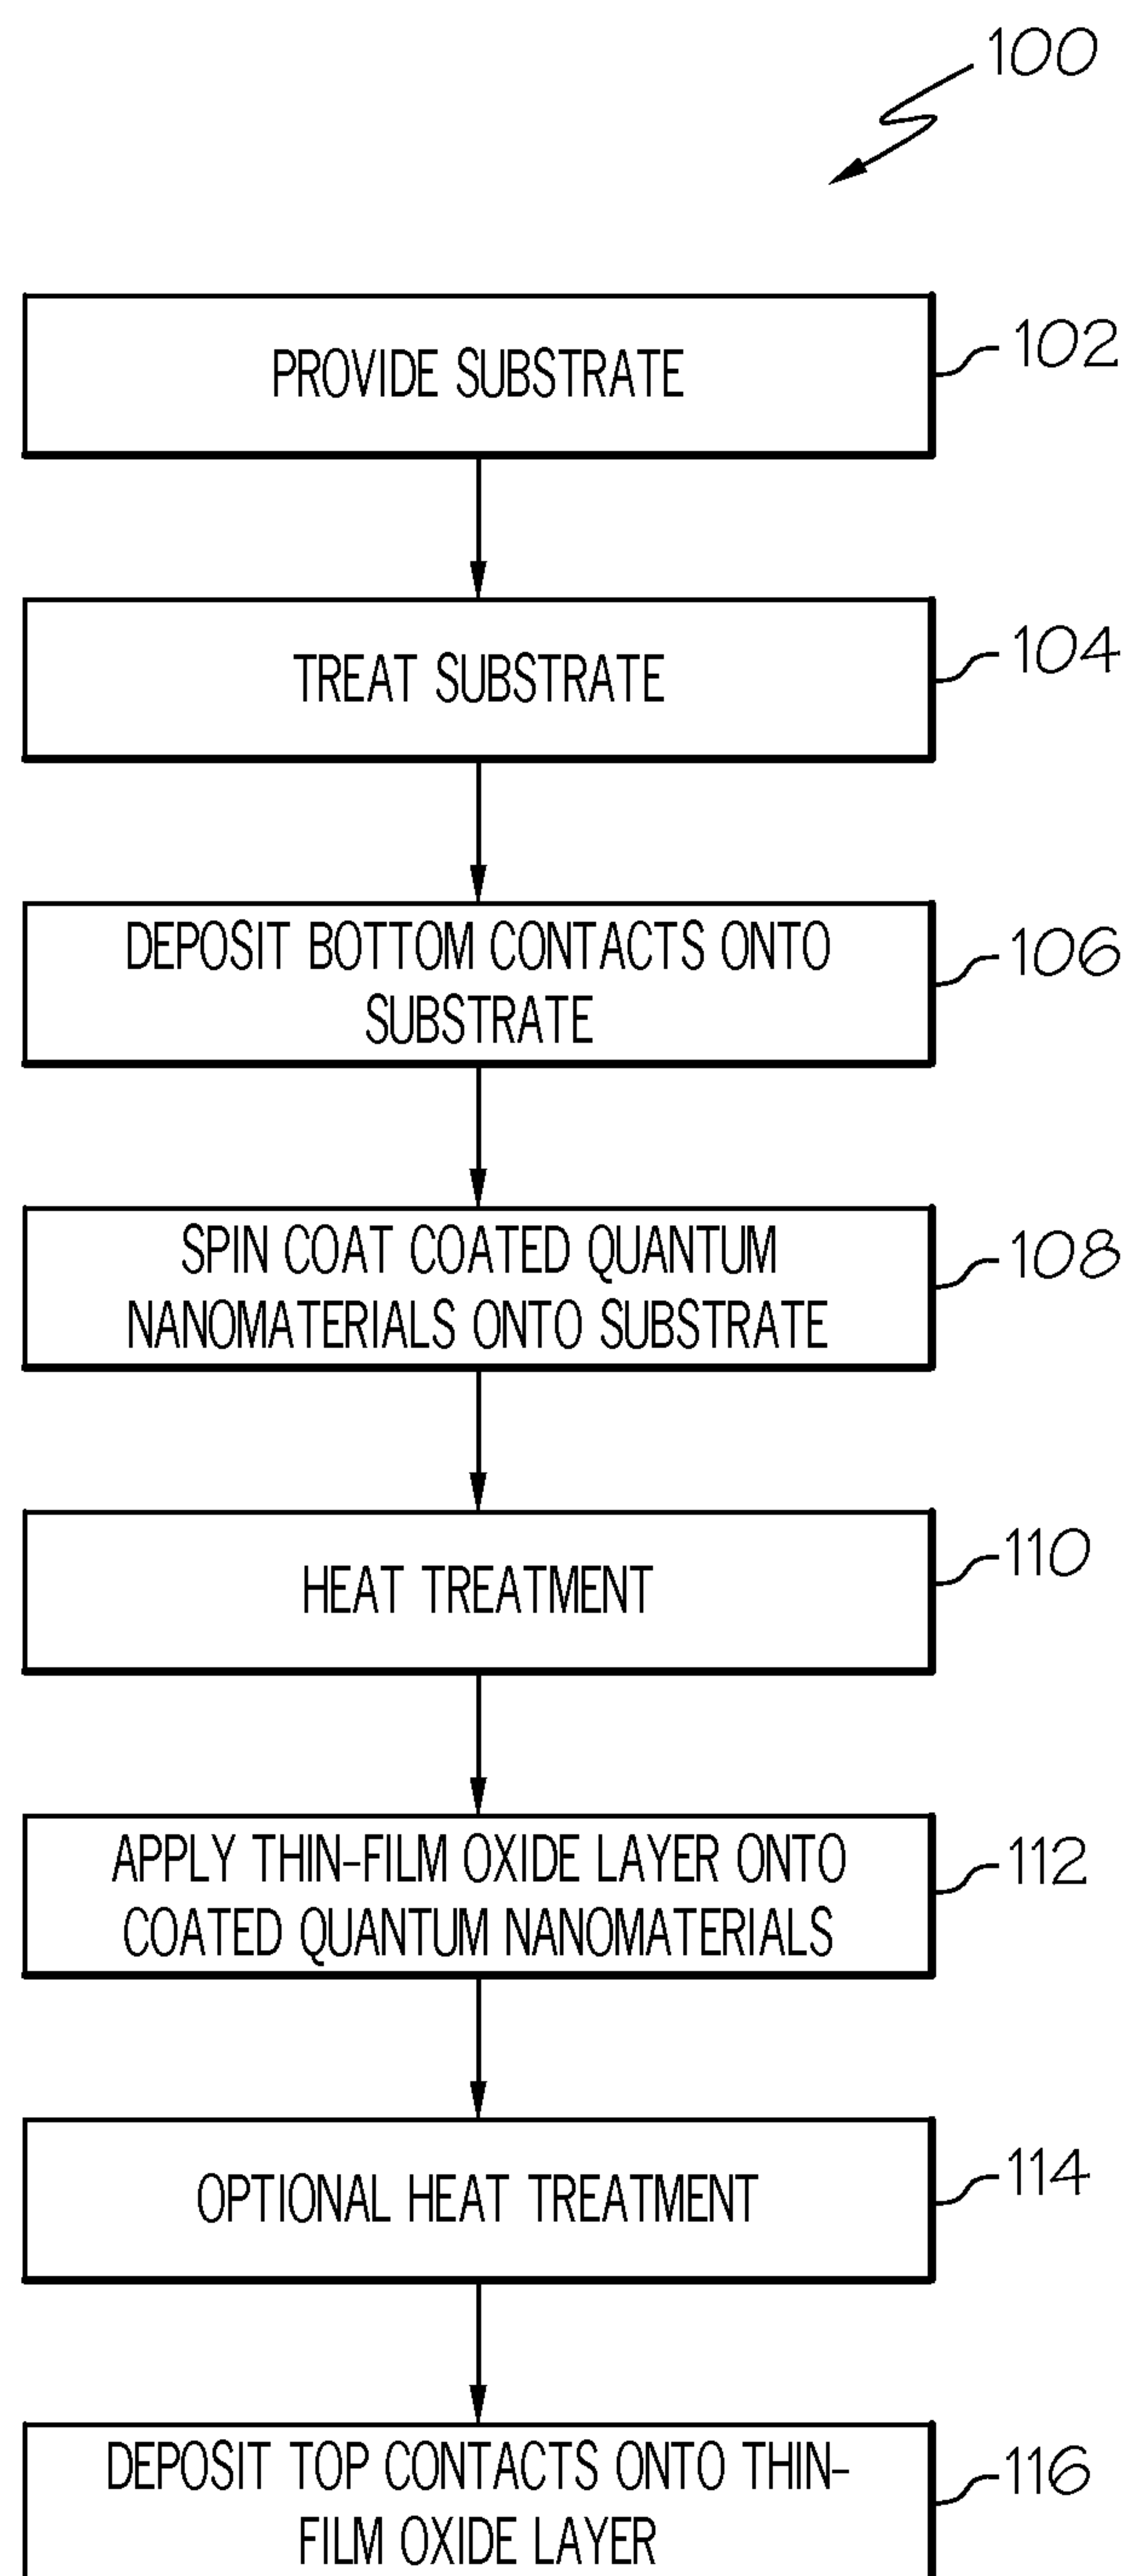 100
PROVIDE SUBSTRATE
102
TREAT SUBSTRATE
104
DEPOSIT BOTTOM CONTACTS ONTO
SUBSTRATE
106
SPIN COAT COATED QUANTUM
NANOMATERIALS ONTO SUBSTRATE
108
HEAT TREATMENT
110
APPLY THIN-FILM OXIDE LAYER ONTO
COATED QUANTUM NANOMATERIALS
112
OPTIONAL HEAT TREATMENT
114
DEPOSIT TOP CONTACTS ONTO THIN-
FILM OXIDE LAYER
116